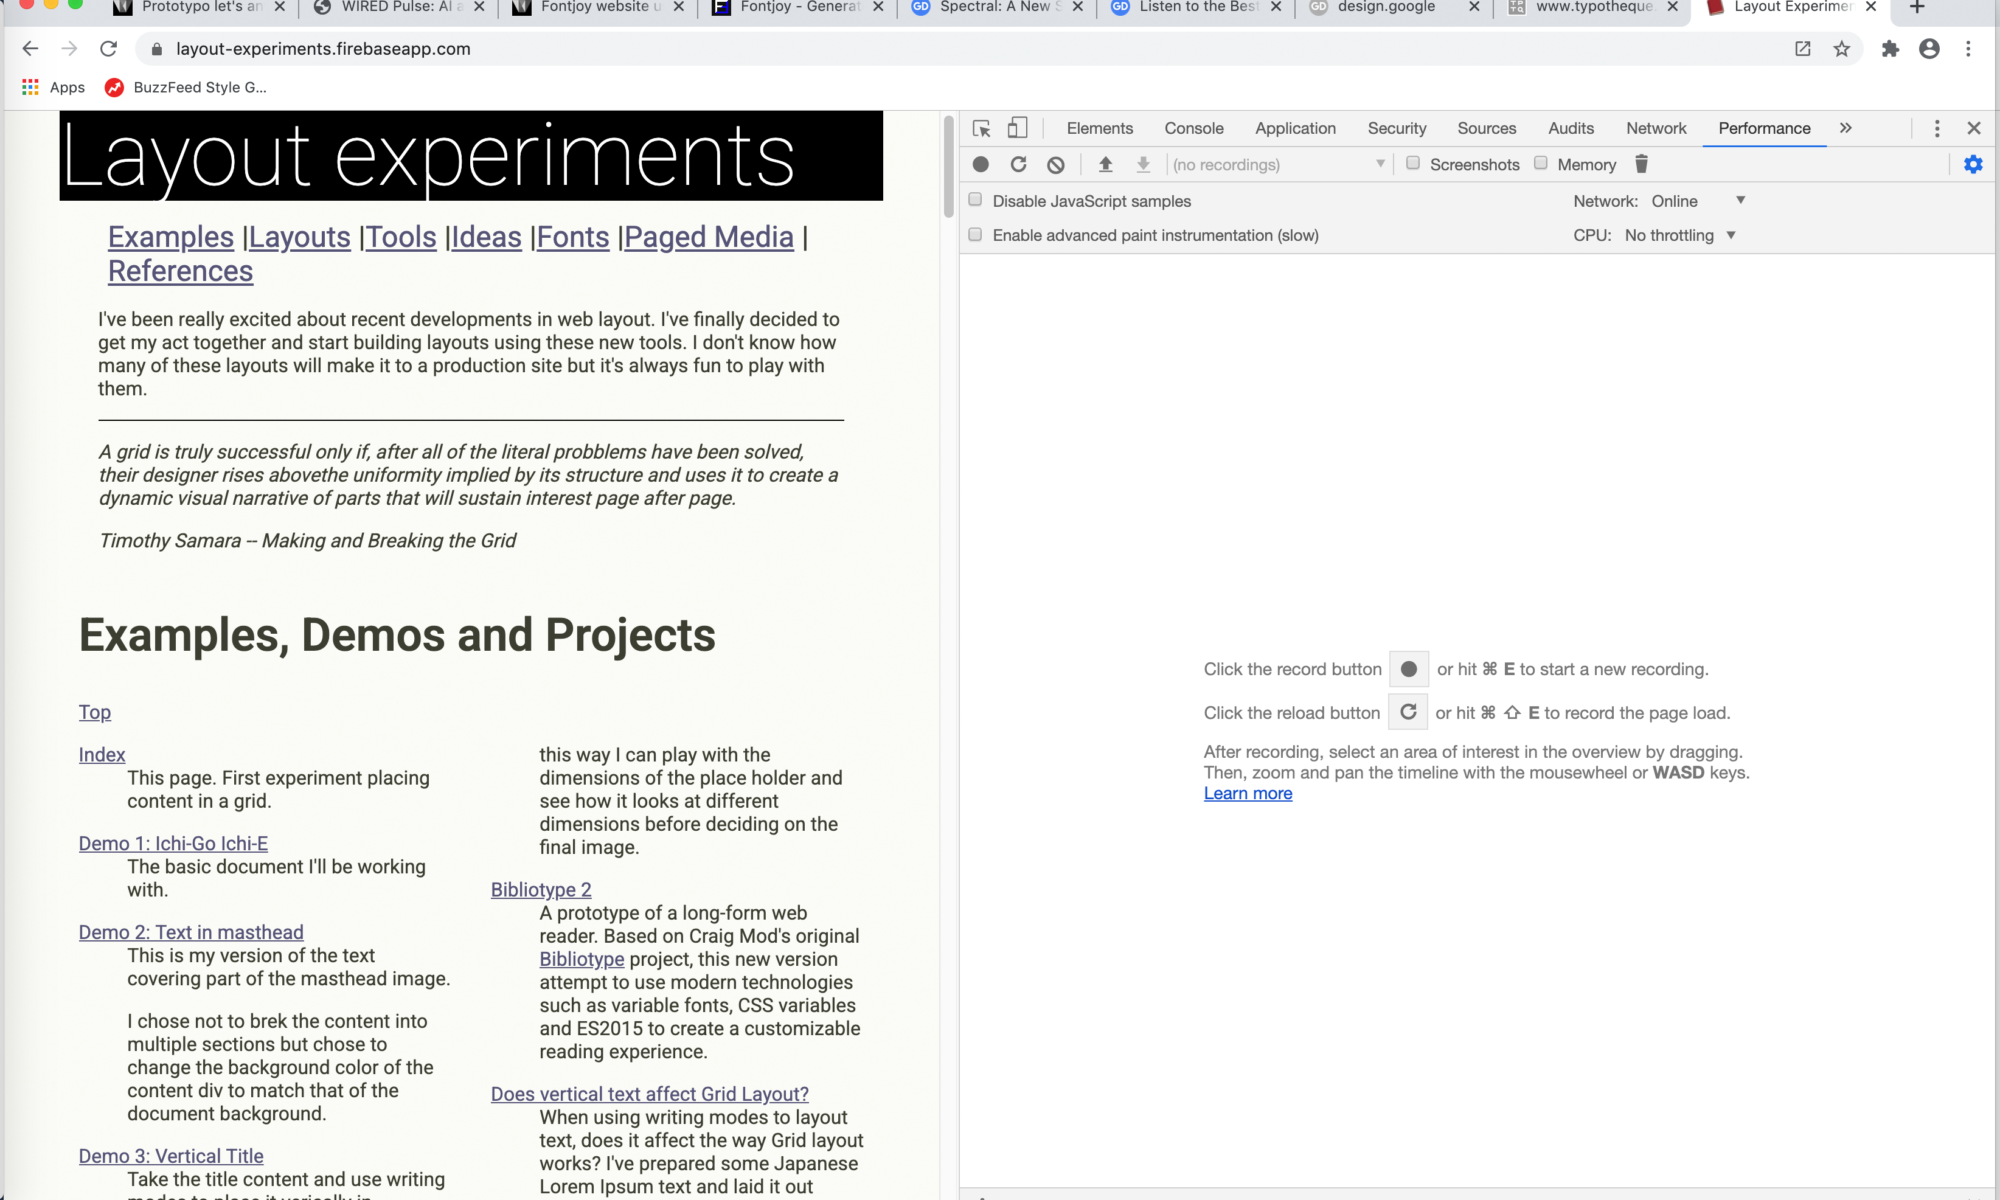 Prototypo let's an
WIRED Pulse: AI a
Fontjoy website u
Fontjoy - Generat
GD Spectral: A New S
GD Listen to the Best
GD design.google
www.typotheque.
Layout Experimen
layout-experiments.firebaseapp.com
Apps
BuzzFeed Style G...
Layout experiments
Examples |Layouts |Tools |Ideas |Fonts |Paged Media |
References
I've been really excited about recent developments in web layout. I've finally decided to
get my act together and start building layouts using these new tools. I don't know how
many of these layouts will make it to a production site but it's always fun to play with
them.
A grid is truly successful only if, after all of the literal probblems have been solved,
their designer rises abovethe uniformity implied by its structure and uses it to create a
dynamic visual narrative of parts that will sustain interest page after page.
Timothy Samara -- Making and Breaking the Grid
Examples, Demos and Projects
Top
Index
This page. First experiment placing
content in a grid.
Demo 1: Ichi-Go Ichi-E
The basic document I'll be working
with.
Demo 2: Text in masthead
This is my version of the text
covering part of the masthead image.
I chose not to brek the content into
multiple sections but chose to
change the background color of the
content div to match that of the
document background.
Demo 3: Vertical Title
Take the title content and use writing
modes to place it verically in
this way I can play with the
dimensions of the place holder and
see how it looks at different
dimensions before deciding on the
final image.
Bibliotype 2
A prototype of a long-form web
reader. Based on Craig Mod's original
Bibliotype project, this new version
attempt to use modern technologies
such as variable fonts, CSS variables
and ES2015 to create a customizable
reading experience.
Does vertical text affect Grid Layout?
When using writing modes to layout
text, does it affect the way Grid layout
works? I've prepared some Japanese
Lorem Ipsum text and laid it out
Elements Console Application Security Sources Audits Network Performance »
(no recordings) Screenshots Memory
Disable JavaScript samples
Network: Online
Enable advanced paint instrumentation (slow)
CPU: No throttling
Click the record button or hit ⌘ E to start a new recording.
Click the reload button or hit ⌘ ⇧ E to record the page load.
After recording, select an area of interest in the overview by dragging.
Then, zoom and pan the timeline with the mousewheel or WASD keys.
Learn more